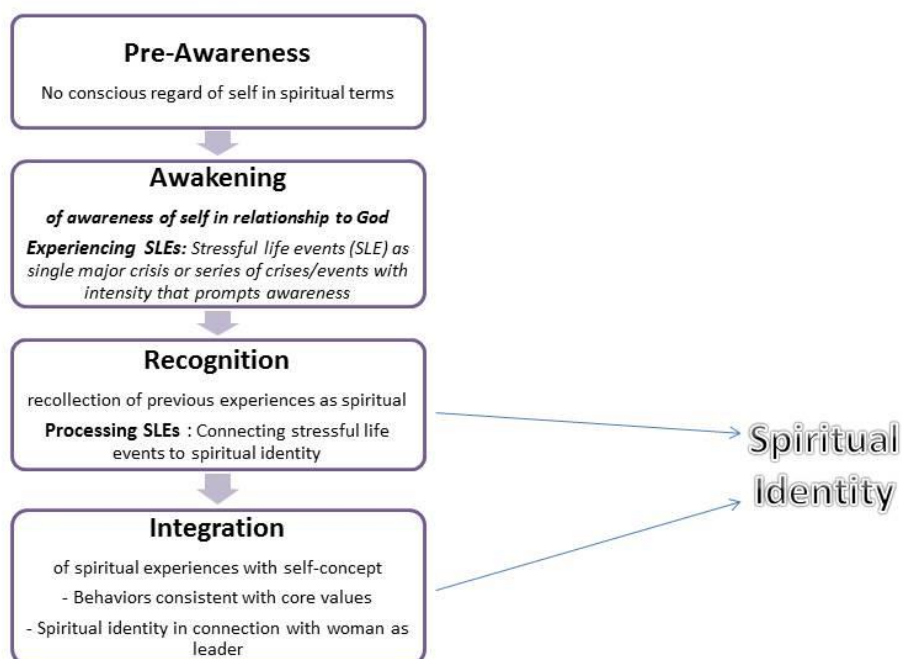 Pre-Awareness
No conscious regard of self in spiritual terms
Awakening
of awareness of self in relationship to God
Experiencing SLEs: Stressful life events (SLE) as
single major crisis or series of crises/events with
intensity that prompts awareness
Recognition
recollection of previous experiences as spiritual
Processing SLEs : Connecting stressful life
events to spiritual identity
Integration
of spiritual experiences with self-concept
- Behaviors consistent with core values
- Spiritual identity in connection with woman as
leader
Spiritual
Identity